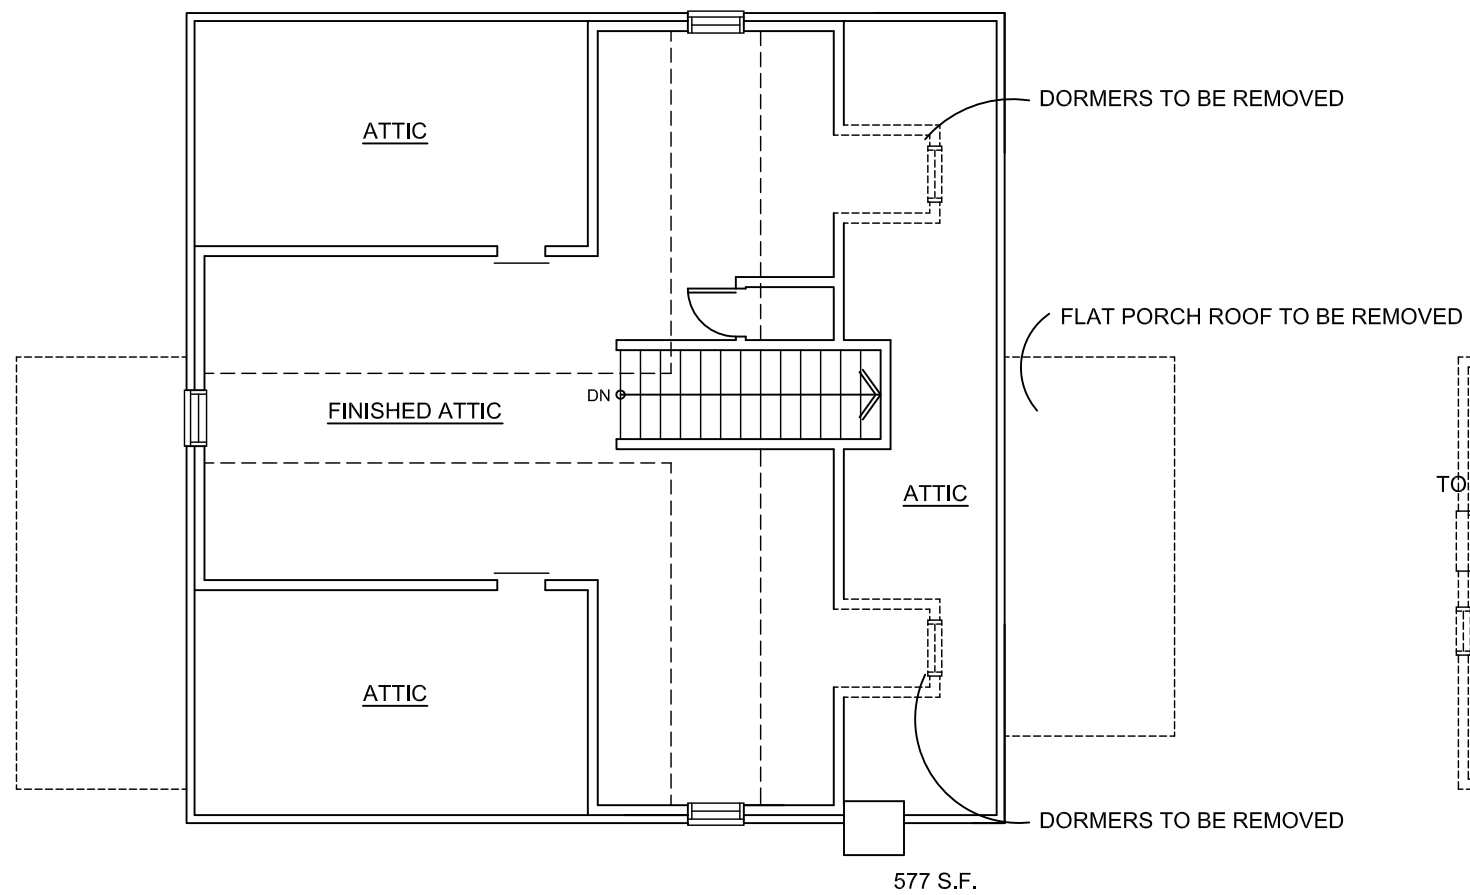 DORMERS TO BE REMOVED
ATTIC
FLAT PORCH ROOF TO BE REMOVED
DN
FINISHED ATTIC
TO
ATTIC
ATTIC
DORMERS TO BE REMOVED
577 S.F.